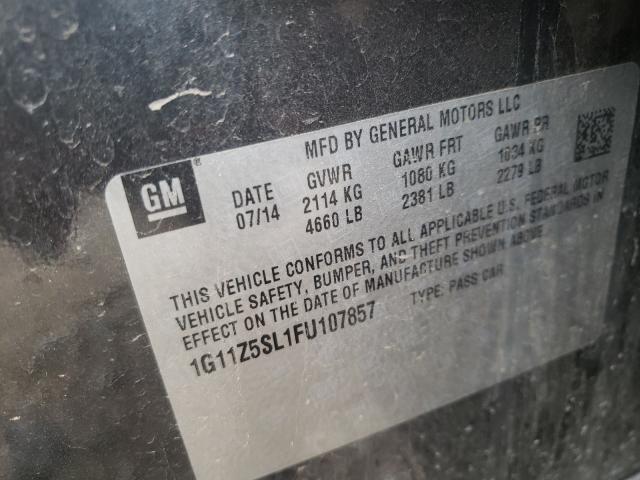 MFD BY GENERAL MOTORS LLC
GM ®
DATE GVWR GAWR FRT GAWR RR
07/14 2114 KG 1080 KG 1034 KG
4660 LB 2381 LB 2279 LB
THIS VEHICLE CONFORMS TO ALL APPLICABLE U.S. FEDERAL MOTOR
VEHICLE SAFETY, BUMPER, AND THEFT PREVENTION STANDARDS IN
EFFECT ON THE DATE OF MANUFACTURE SHOWN ABOVE
1G11Z5SL1FU107857 TYPE: PASS CAR